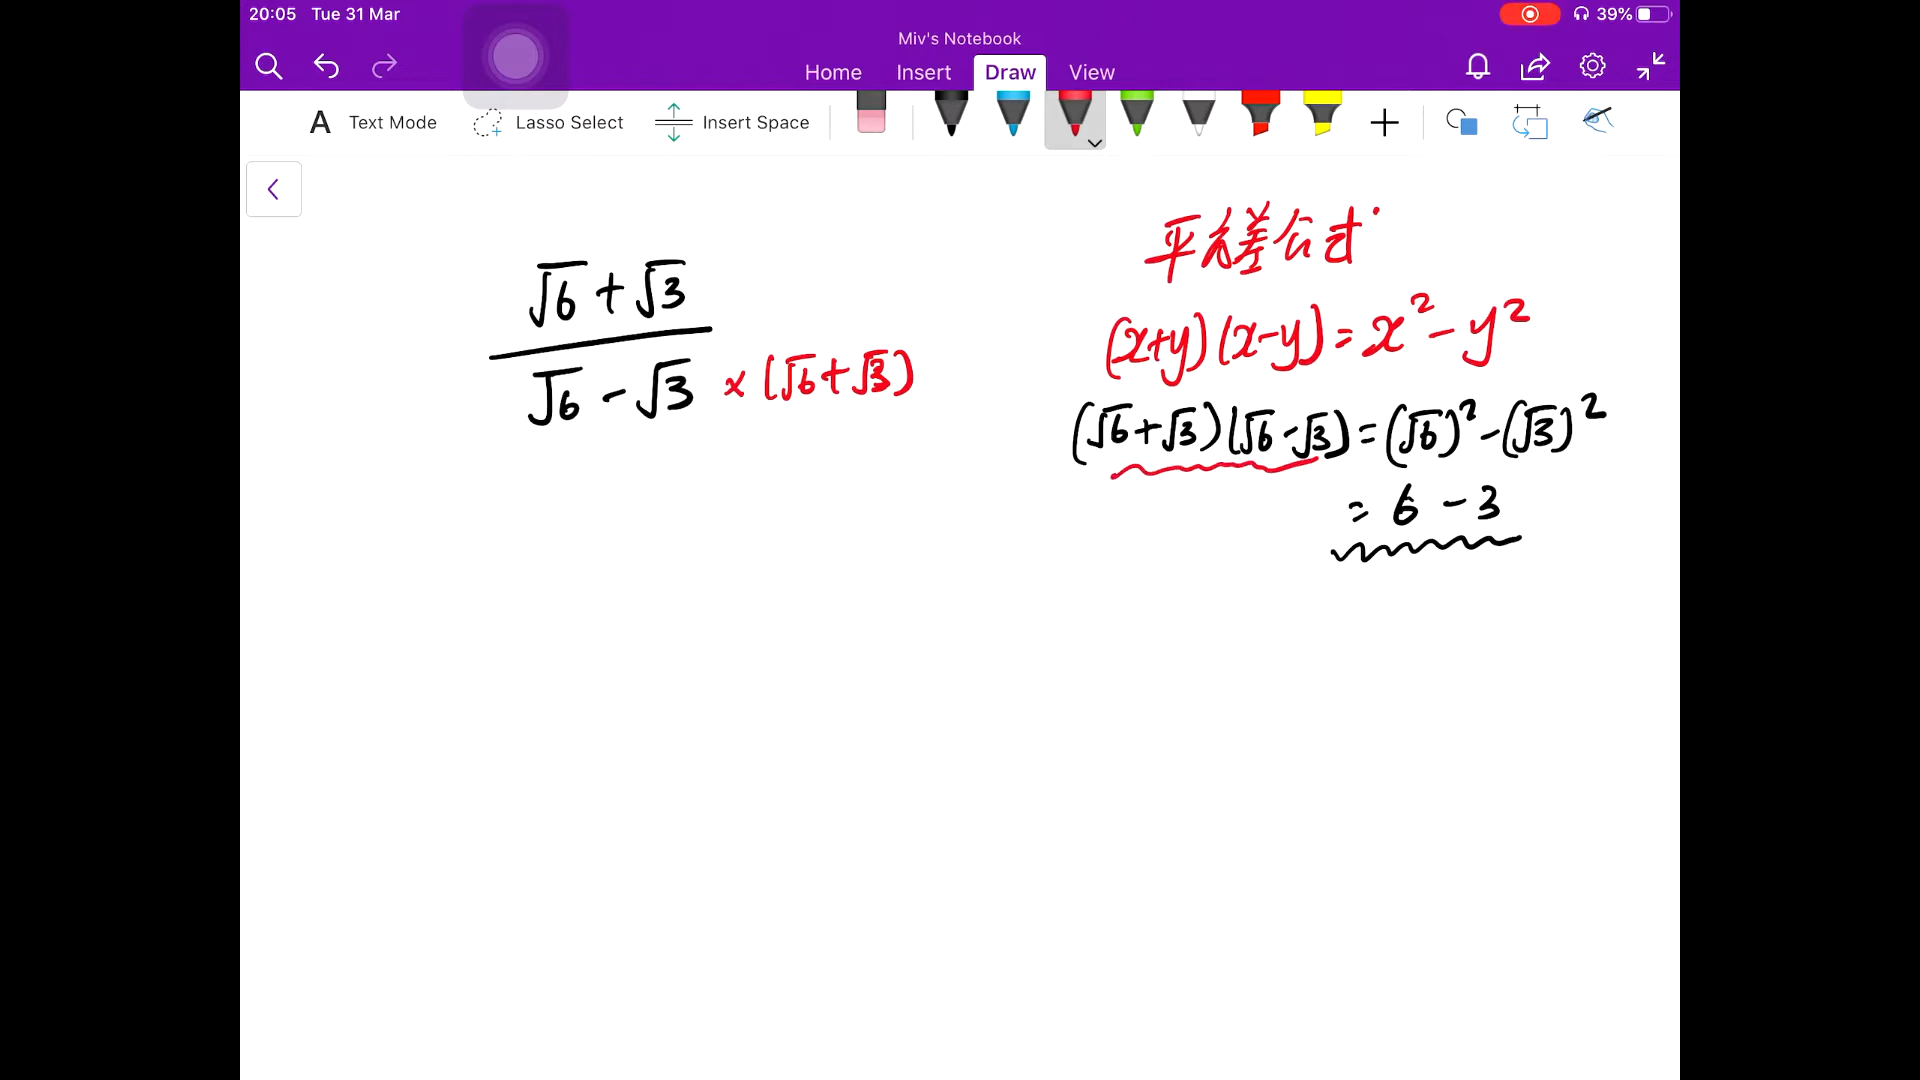 20:05 Tue 31 Mar
39%
Miv's Notebook
Home Insert Draw View
A Text Mode Lasso Select Insert Space
平方差公式
(x+y)(x-y)=x²-y²
√6+√3
√6-√3 ×(√6+√3)
(√6+√3)(√6-√3)=(√6)²-(√3)²
= 6 - 3